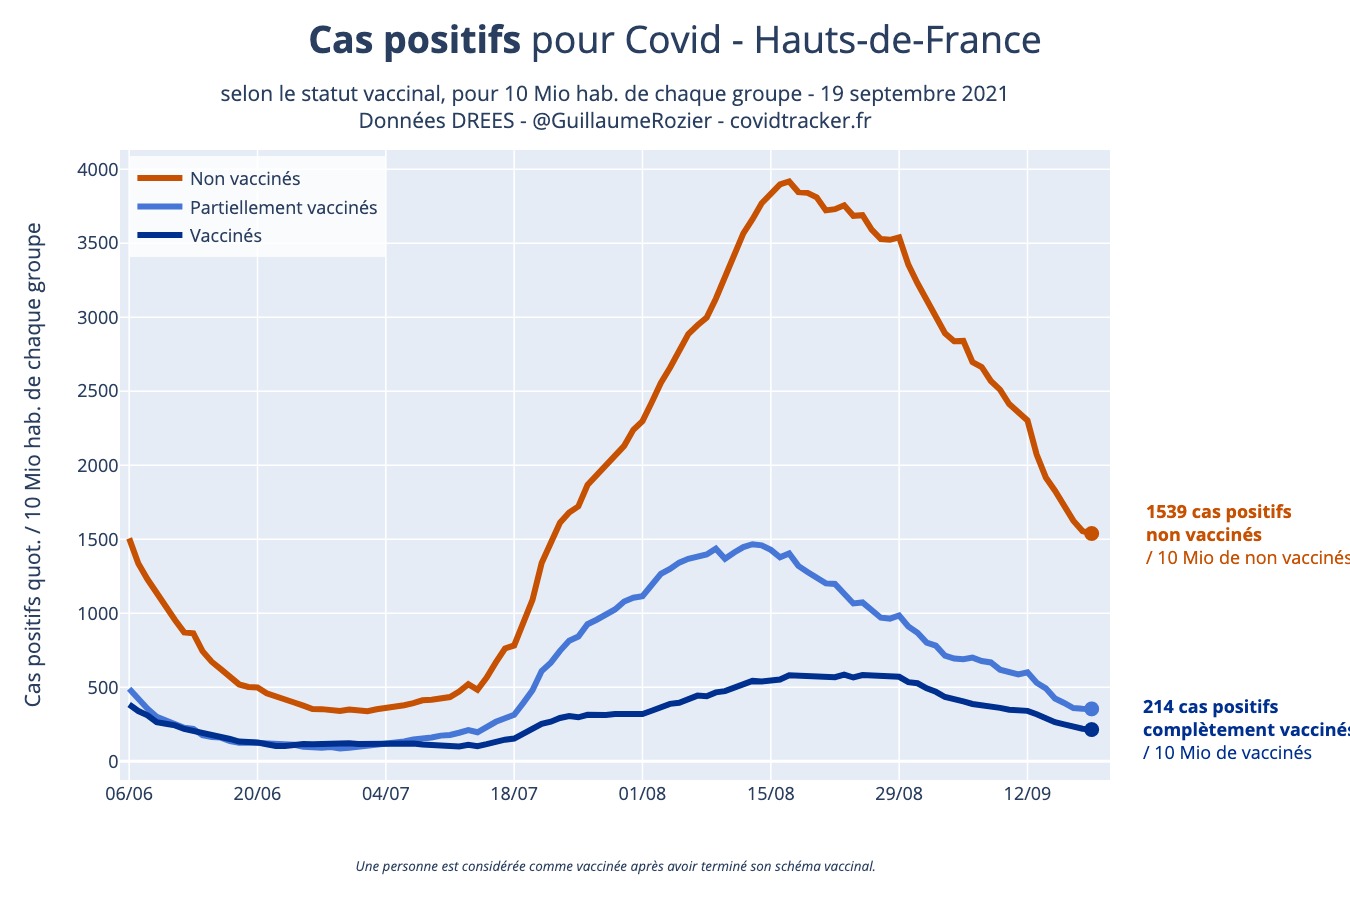 Cas positifs pour Covid - Hauts-de-France
selon le statut vaccinal, pour 10 Mio hab. de chaque groupe - 19 septembre 2021
Données DREES - @GuillaumeRozier - covidtracker.fr
Cas positifs quot. / 10 Mio hab. de chaque groupe
Non vaccinés
Partiellement vaccinés
Vaccinés
4000
3500
3000
2500
2000
1500
1000
500
0
06/06
20/06
04/07
18/07
01/08
15/08
29/08
12/09
1539 cas positifs
non vaccinés
/ 10 Mio de non vaccinés
214 cas positifs
complètement vaccinés
/ 10 Mio de vaccinés
Une personne est considérée comme vaccinée après avoir terminé son schéma vaccinal.